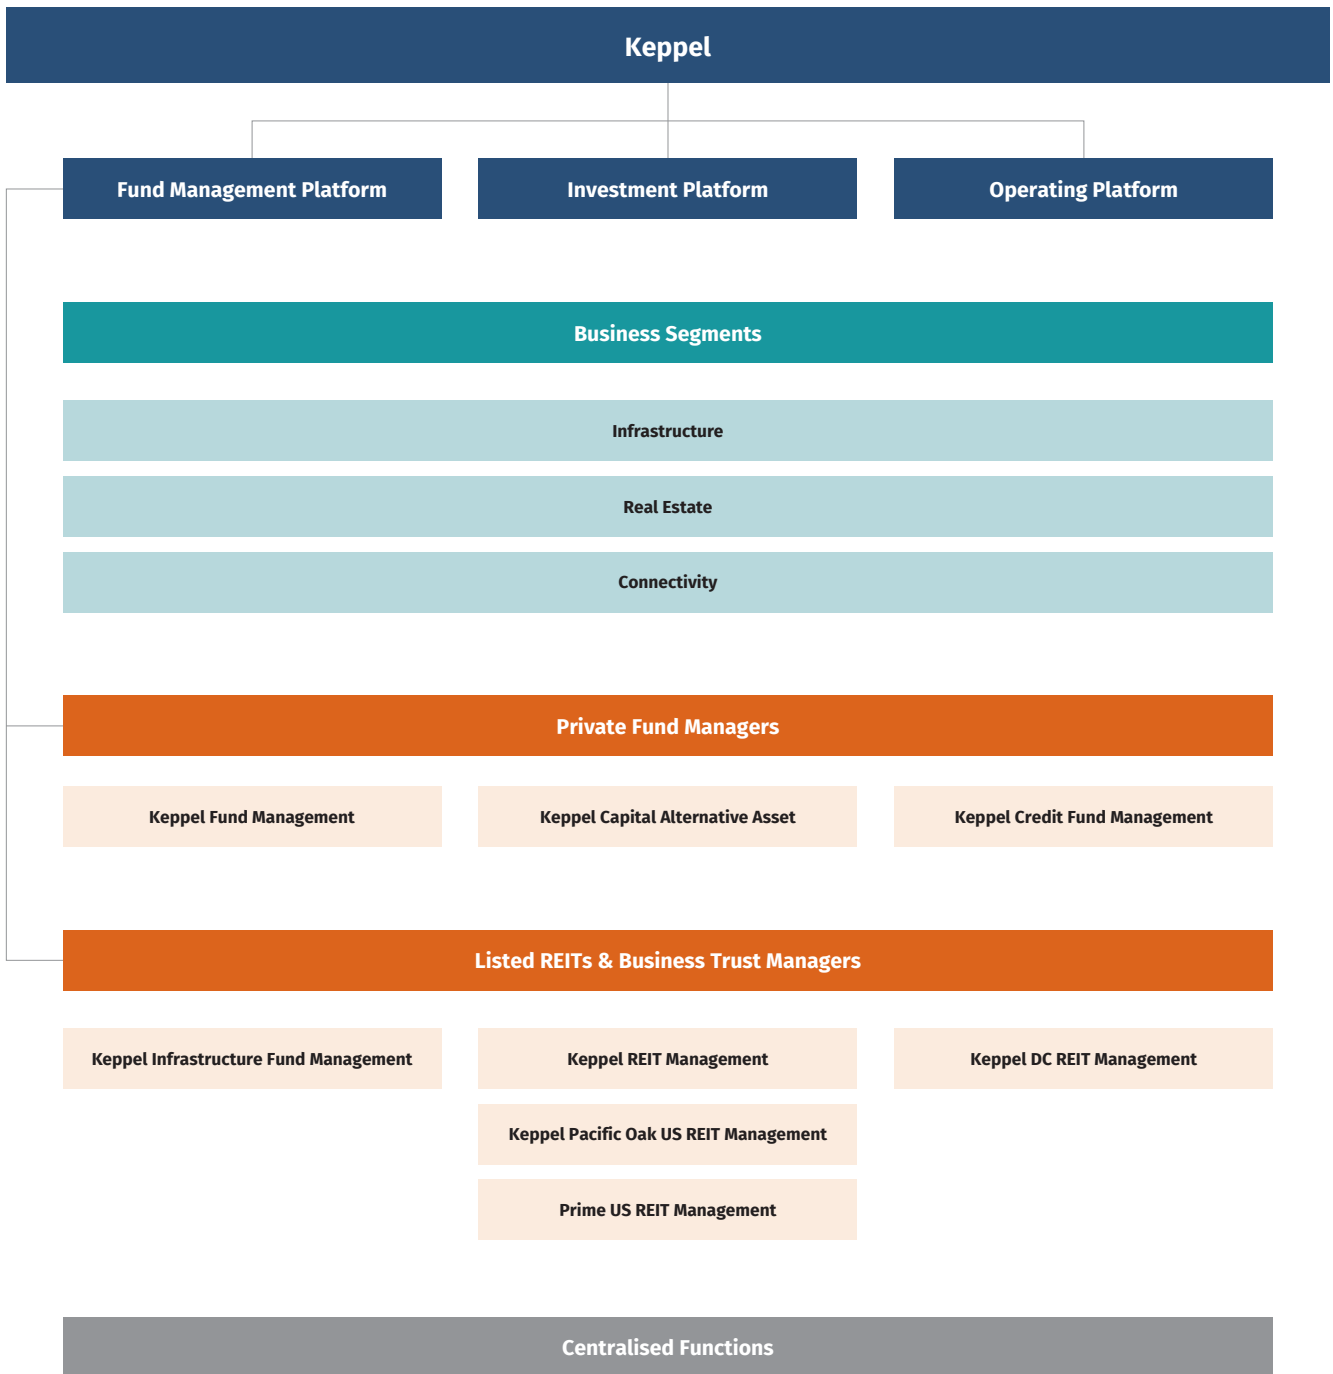 Keppel
Fund Management Platform
Investment Platform
Operating Platform
Business Segments
Infrastructure
Real Estate
Connectivity
Private Fund Managers
Keppel Fund Management
Keppel Capital Alternative Asset
Keppel Credit Fund Management
Listed REITs & Business Trust Managers
Keppel Infrastructure Fund Management
Keppel REIT Management
Keppel DC REIT Management
Keppel Pacific Oak US REIT Management
Prime US REIT Management
Centralised Functions